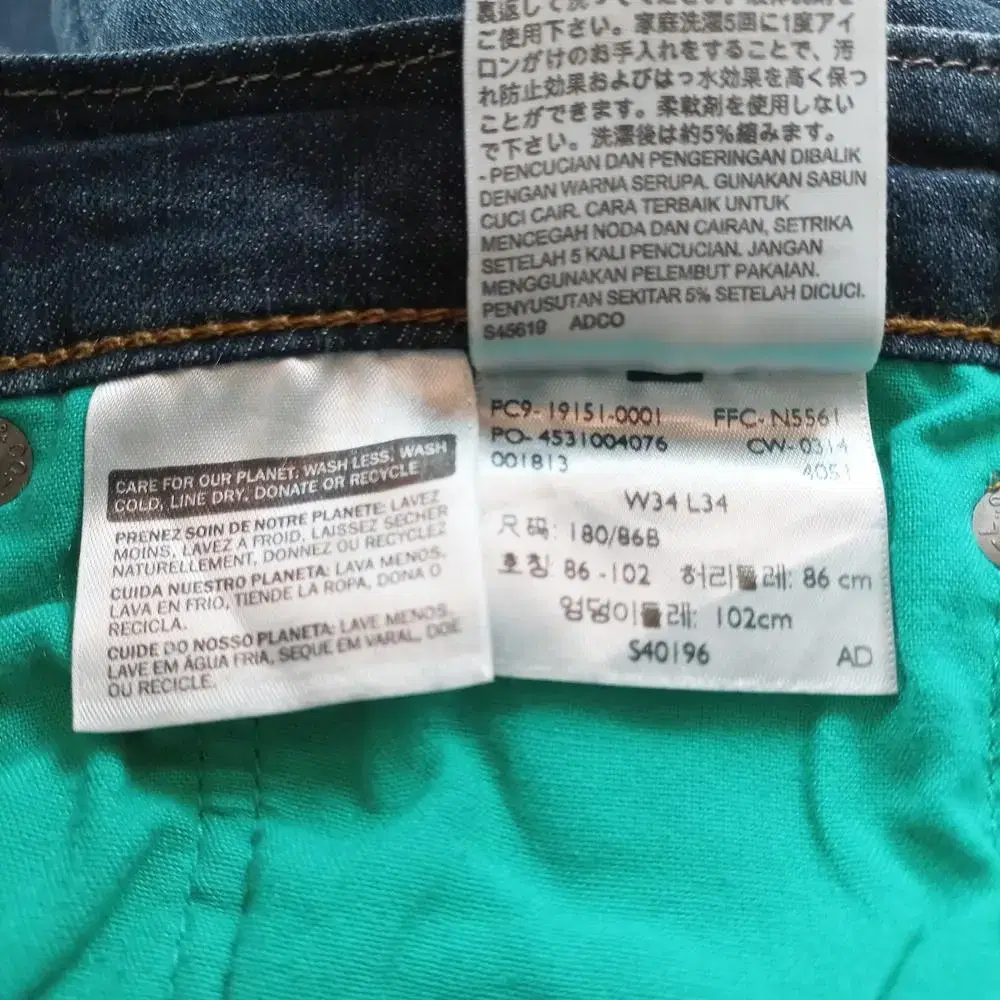 ご使用下さい。家庭洗濯5回に1度アイ
ロンがけのお手入れをすることで、汚
れ防止効果およびはっ水効果を高く保つ
ことができます。柔軟剤を使用しない
で下さい。洗濯後は約5%縮みます。
- PENCUCIAN DAN PENGERINGAN DIBALIK
DENGAN WARNA SERUPA. GUNAKAN SABUN
CUCI CAIR. CARA TERBAIK UNTUK
MENCEGAH NODA DAN CAIRAN, SETRIKA
SETELAH 5 KALI PENCUCIAN. JANGAN
MENGGUNAKAN PELEMBUT PAKAIAN.
PENYUSUTAN SEKITAR 5% SETELAH DICUCI.
S45619 ADCO
CARE FOR OUR PLANET. WASH LESS, WASH
COLD, LINE DRY, DONATE OR RECYCLE
PRENEZ SOIN DE NOTRE PLANETE: LAVEZ
MOINS, LAVEZ A FROID, LAISSEZ SECHER
NATURELLEMENT, DONNEZ OU RECYCLEZ
CUIDA NUESTRO PLANETA: LAVA MENOS,
LAVA EN FRIO, TIENDE LA ROPA, DONA O
RECICLA.
CUIDE DO NOSSO PLANETA: LAVE MENOS,
LAVE EM ÁGUA FRIA, SEQUE EM VARAL, DOE
OU RECICLE.
PC9-19151-0001 FFC-N5561
PO-4531004076 CW-0314
001813 4051
W34 L34
尺码: 180/86B
호칭 86-102 허리둘레: 86 cm
엉덩이둘레: 102cm
S40196 AD